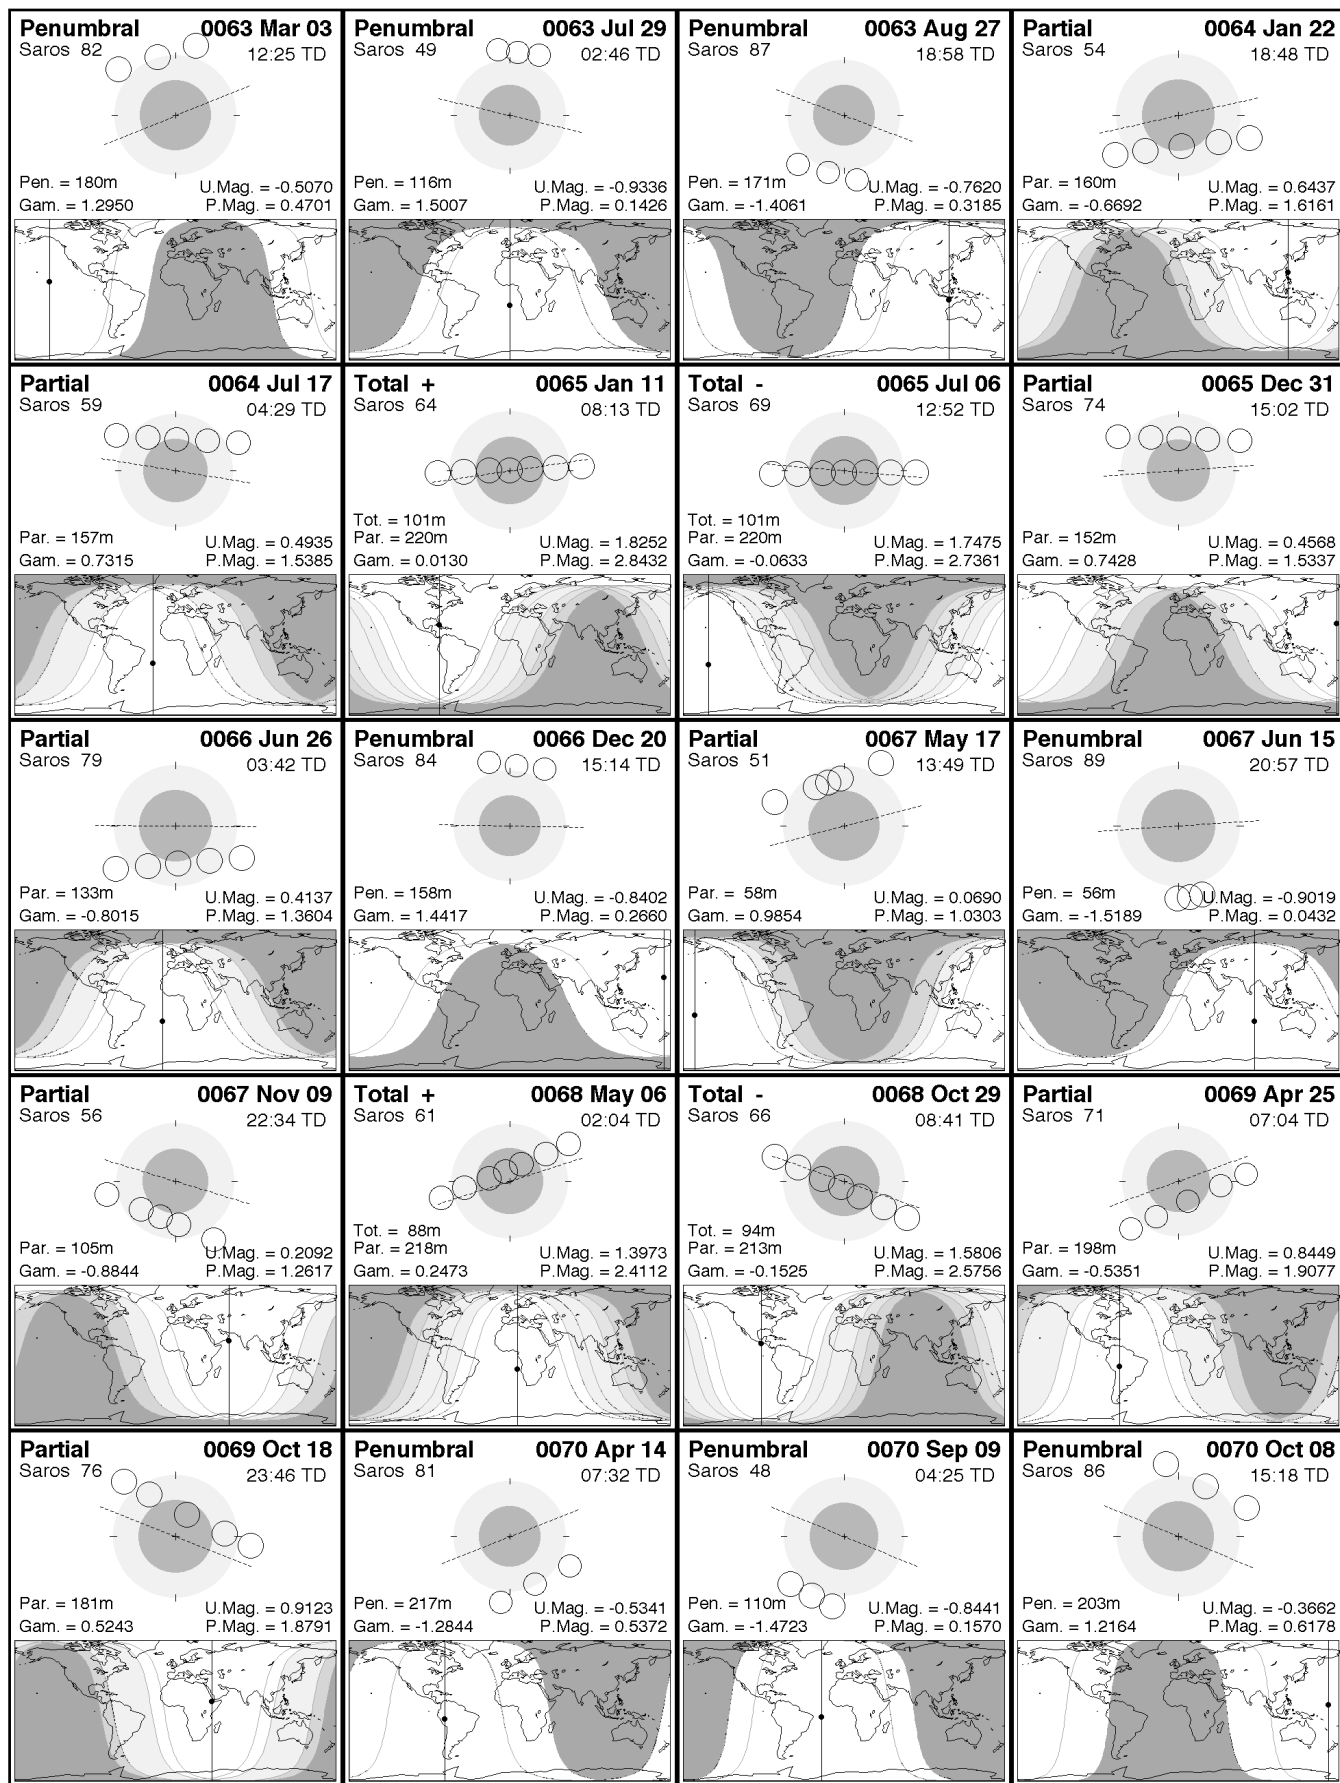 Penumbral 0063 Mar 03
Saros 82 12:25 TD
Pen. = 180m U.Mag. = -0.5070
Gam. = 1.2950 P.Mag. = 0.4701
Penumbral 0063 Jul 29
Saros 49 02:46 TD
Pen. = 116m U.Mag. = -0.9336
Gam. = 1.5007 P.Mag. = 0.1426
Penumbral 0063 Aug 27
Saros 87 18:58 TD
Pen. = 171m U.Mag. = -0.7620
Gam. = -1.4061 P.Mag. = 0.3185
Partial 0064 Jan 22
Saros 54 18:48 TD
Par. = 160m U.Mag. = 0.6437
Gam. = -0.6692 P.Mag. = 1.6161
Partial 0064 Jul 17
Saros 59 04:29 TD
Par. = 157m U.Mag. = 0.4935
Gam. = 0.7315 P.Mag. = 1.5385
Total + 0065 Jan 11
Saros 64 08:13 TD
Tot. = 101m
Par. = 220m U.Mag. = 1.8252
Gam. = 0.0130 P.Mag. = 2.8432
Total - 0065 Jul 06
Saros 69 12:52 TD
Tot. = 101m
Par. = 220m U.Mag. = 1.7475
Gam. = -0.0633 P.Mag. = 2.7361
Partial 0065 Dec 31
Saros 74 15:02 TD
Par. = 152m U.Mag. = 0.4568
Gam. = 0.7428 P.Mag. = 1.5337
Partial 0066 Jun 26
Saros 79 03:42 TD
Par. = 133m U.Mag. = 0.4137
Gam. = -0.8015 P.Mag. = 1.3604
Penumbral 0066 Dec 20
Saros 84 15:14 TD
Pen. = 158m U.Mag. = -0.8402
Gam. = 1.4417 P.Mag. = 0.2660
Partial 0067 May 17
Saros 51 13:49 TD
Par. = 58m U.Mag. = 0.0690
Gam. = 0.9854 P.Mag. = 1.0303
Penumbral 0067 Jun 15
Saros 89 20:57 TD
Pen. = 56m U.Mag. = -0.9019
Gam. = -1.5189 P.Mag. = 0.0432
Partial 0067 Nov 09
Saros 56 22:34 TD
Par. = 105m U.Mag. = 0.2092
Gam. = -0.8844 P.Mag. = 1.2617
Total + 0068 May 06
Saros 61 02:04 TD
Tot. = 88m
Par. = 218m U.Mag. = 1.3973
Gam. = 0.2473 P.Mag. = 2.4112
Total - 0068 Oct 29
Saros 66 08:41 TD
Tot. = 94m
Par. = 213m U.Mag. = 1.5806
Gam. = -0.1525 P.Mag. = 2.5756
Partial 0069 Apr 25
Saros 71 07:04 TD
Par. = 198m U.Mag. = 0.8449
Gam. = -0.5351 P.Mag. = 1.9077
Partial 0069 Oct 18
Saros 76 23:46 TD
Par. = 181m U.Mag. = 0.9123
Gam. = 0.5243 P.Mag. = 1.8791
Penumbral 0070 Apr 14
Saros 81 07:32 TD
Pen. = 217m U.Mag. = -0.5341
Gam. = -1.2844 P.Mag. = 0.5372
Penumbral 0070 Sep 09
Saros 48 04:25 TD
Pen. = 110m U.Mag. = -0.8441
Gam. = -1.4723 P.Mag. = 0.1570
Penumbral 0070 Oct 08
Saros 86 15:18 TD
Pen. = 203m U.Mag. = -0.3662
Gam. = 1.2164 P.Mag. = 0.6178